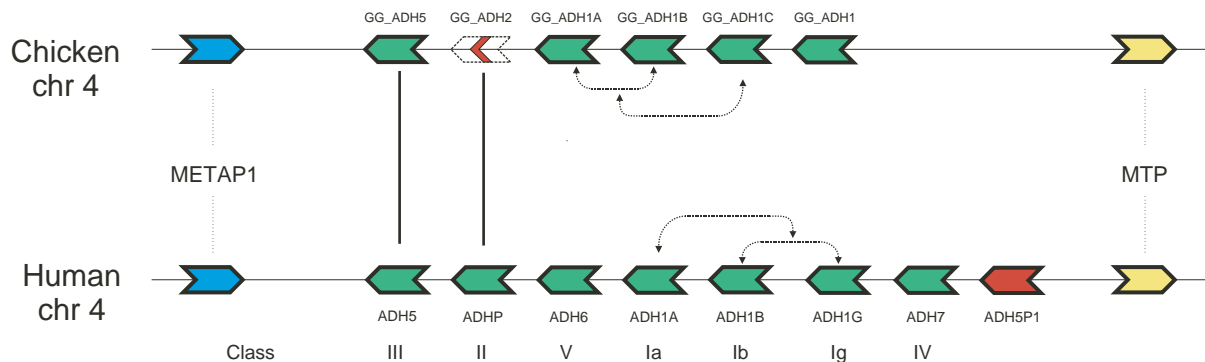 GG_ADH5 GG_ADH2 GG_ADH1A GG_ADH1B GG_ADH1C GG_ADH1
Chicken
chr 4
METAP1 MTP
Human
chr 4
ADH5 ADHP ADH6 ADH1A ADH1B ADH1G ADH7 ADH5P1
Class III II V Ia Ib Ig IV